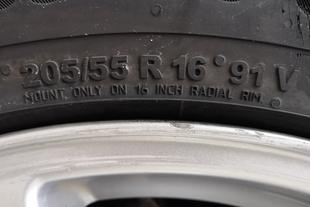 205/55 R 16 91 V
MOUNT ONLY ON 16 INCH RADIAL RIM.